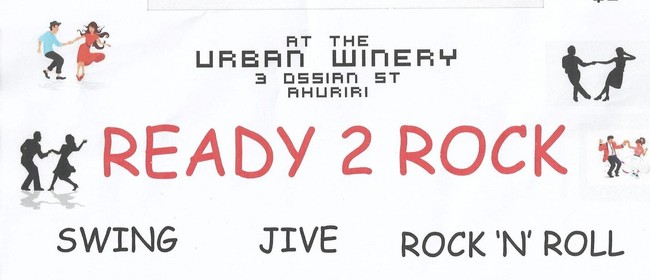 AT THE
URBAN WINERY
3 OSSIAN ST
AHURIRI
READY 2 ROCK
SWING JIVE ROCK 'N' ROLL